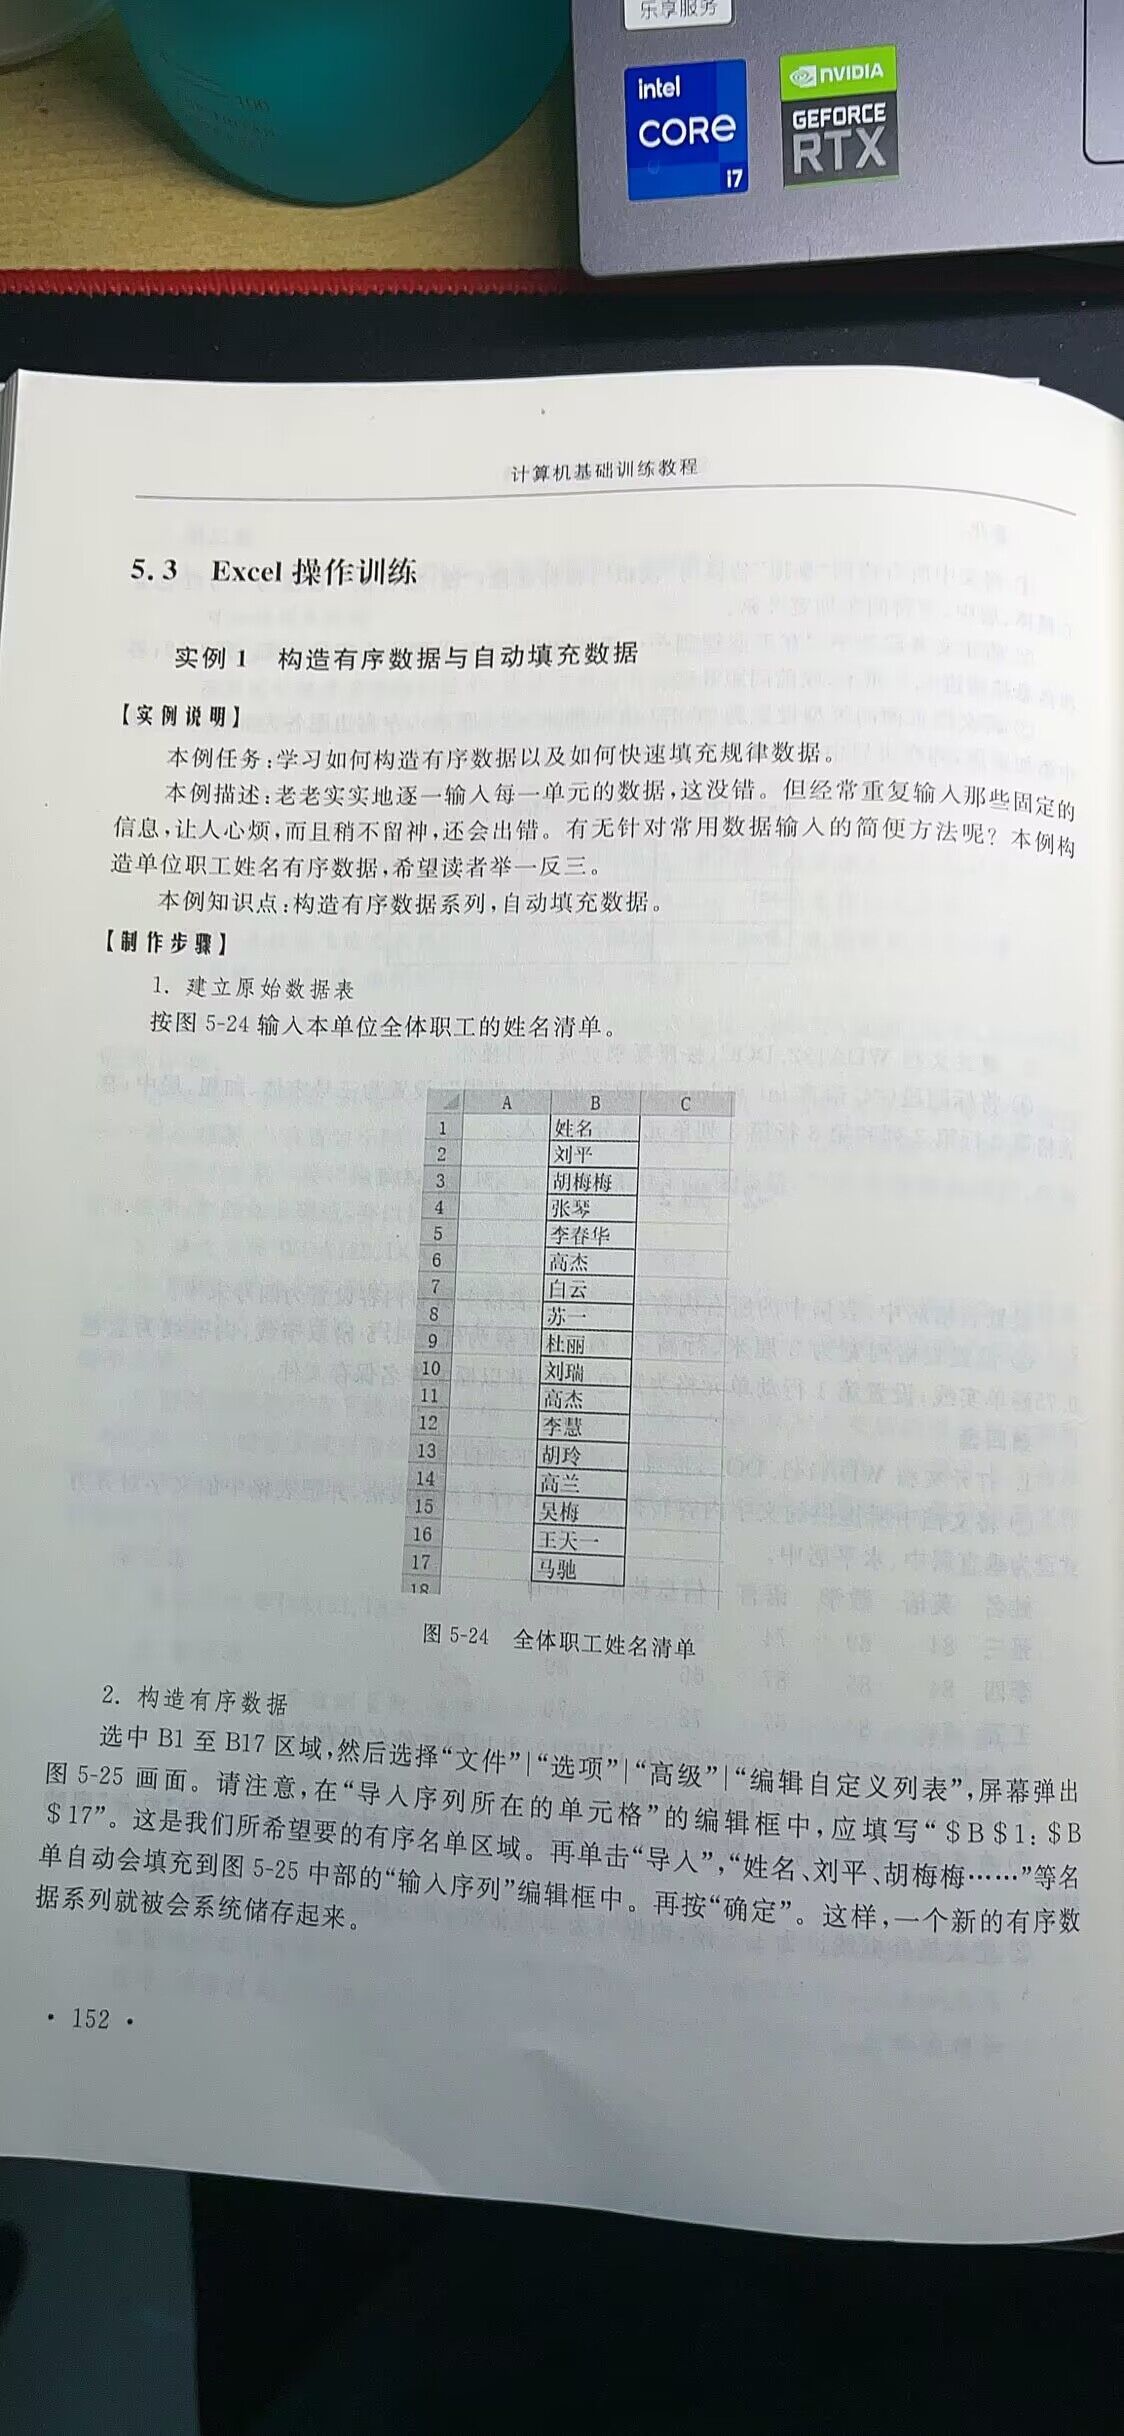 乐享服务
intel
CORE
i7
NVIDIA
GEFORCE
RTX
计算机基础训练教程
5.3 Excel 操作训练
实例 1 构造有序数据与自动填充数据
【实例说明】
本例任务:学习如何构造有序数据以及如何快速填充规律数据。
本例描述:老老实实地逐一输入每一单元的数据,这没错。但经常重复输入那些固定的
信息,让人心烦,而且稍不留神,还会出错。有无针对常用数据输入的简便方法呢?本例构
造单位职工姓名有序数据,希望读者举一反三。
本例知识点:构造有序数据系列,自动填充数据。
【制作步骤】
1. 建立原始数据表
按图 5-24 输入本单位全体职工的姓名清单。
A B C
1 姓名
2 刘平
3 胡梅梅
4 张琴
5 李春华
6 高杰
7 白云
8 苏一
9 杜丽
10 刘瑞
11 高杰
12 李慧
13 胡玲
14 高兰
15 吴梅
16 王天一
17 马驰
18
图 5-24 全体职工姓名清单
2. 构造有序数据
选中 B1 至 B17 区域,然后选择“文件”|“选项”|“高级”|“编辑自定义列表”,屏幕弹出
图 5-25 画面。请注意,在“导入序列所在的单元格”的编辑框中,应填写“$B$1:$B
$17”。这是我们所希望要的有序名单区域。再单击“导入”,“姓名、刘平、胡梅梅……”等名
单自动会填充到图 5-25 中部的“输入序列”编辑框中。再按“确定”。这样,一个新的有序数
据系列就被会系统储存起来。
· 152 ·